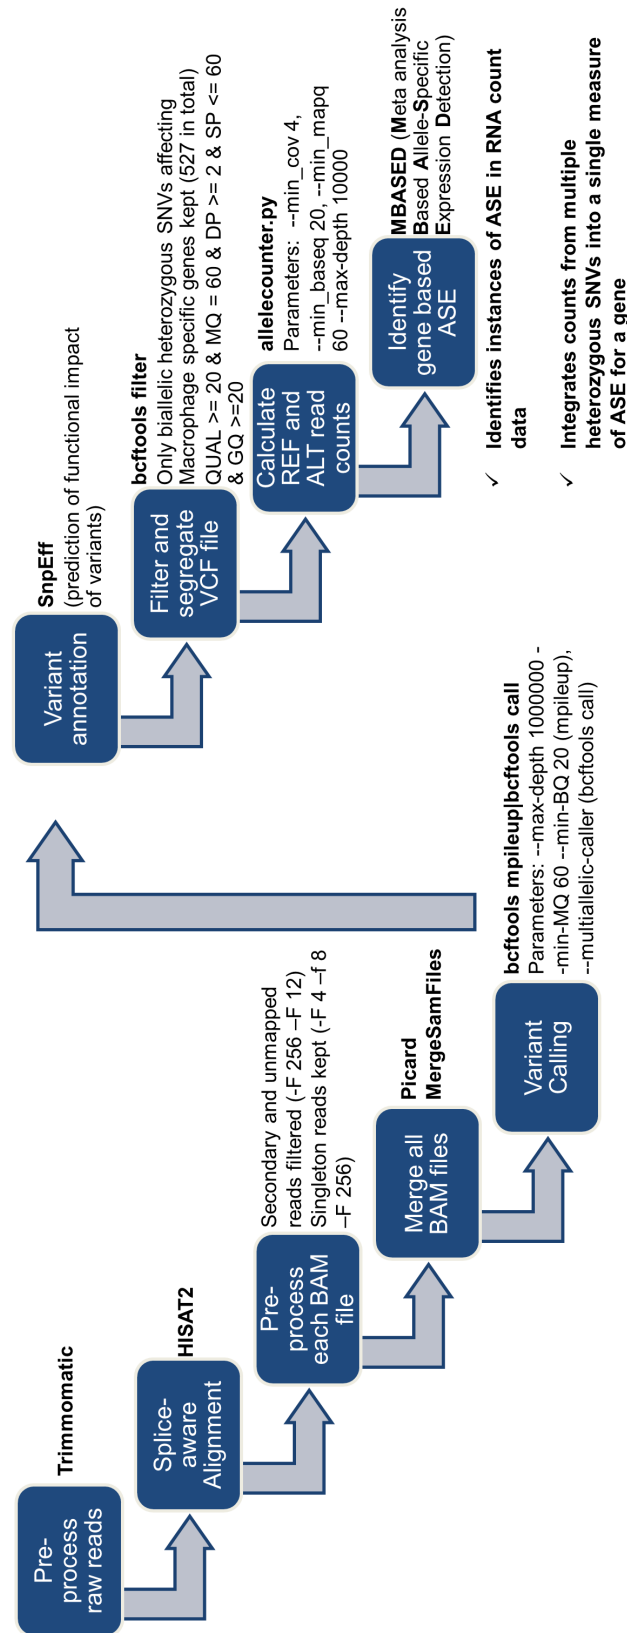 Pre-
process
raw reads
Trimmomatic
Splice-
aware
Alignment
HISAT2
Pre-
process
each BAM
file
Secondary and unmapped
reads filtered (-F 256 –F 12)
Singleton reads kept (-F 4 –f 8
–F 256)
Merge all
BAM files
Picard
MergeSamFiles
Variant
Calling
bcftools mpileup|bcftools call
Parameters: --max-depth 1000000 -
-min-MQ 60 --min-BQ 20 (mpileup),
--multiallelic-caller (bcftools call)
Variant
annotation
SnpEff
(prediction of functional impact
of variants)
Filter and
segregate
VCF file
bcftools filter
Only biallelic heterozygous SNVs affecting
Macrophage specific genes kept (527 in total)
QUAL >= 20 & MQ = 60 & DP >= 2 & SP <= 60
& GQ >=20
Calculate
REF and
ALT read
counts
allelecounter.py
Parameters: --min_cov 4,
--min_baseq 20, --min_mapq
60 --max-depth 10000
Identify
gene based
ASE
MBASED (Meta analysis
Based Allele-Specific
Expression Detection)
✓ Identifies instances of ASE in RNA count
data
✓ Integrates counts from multiple
heterozygous SNVs into a single measure
of ASE for a gene